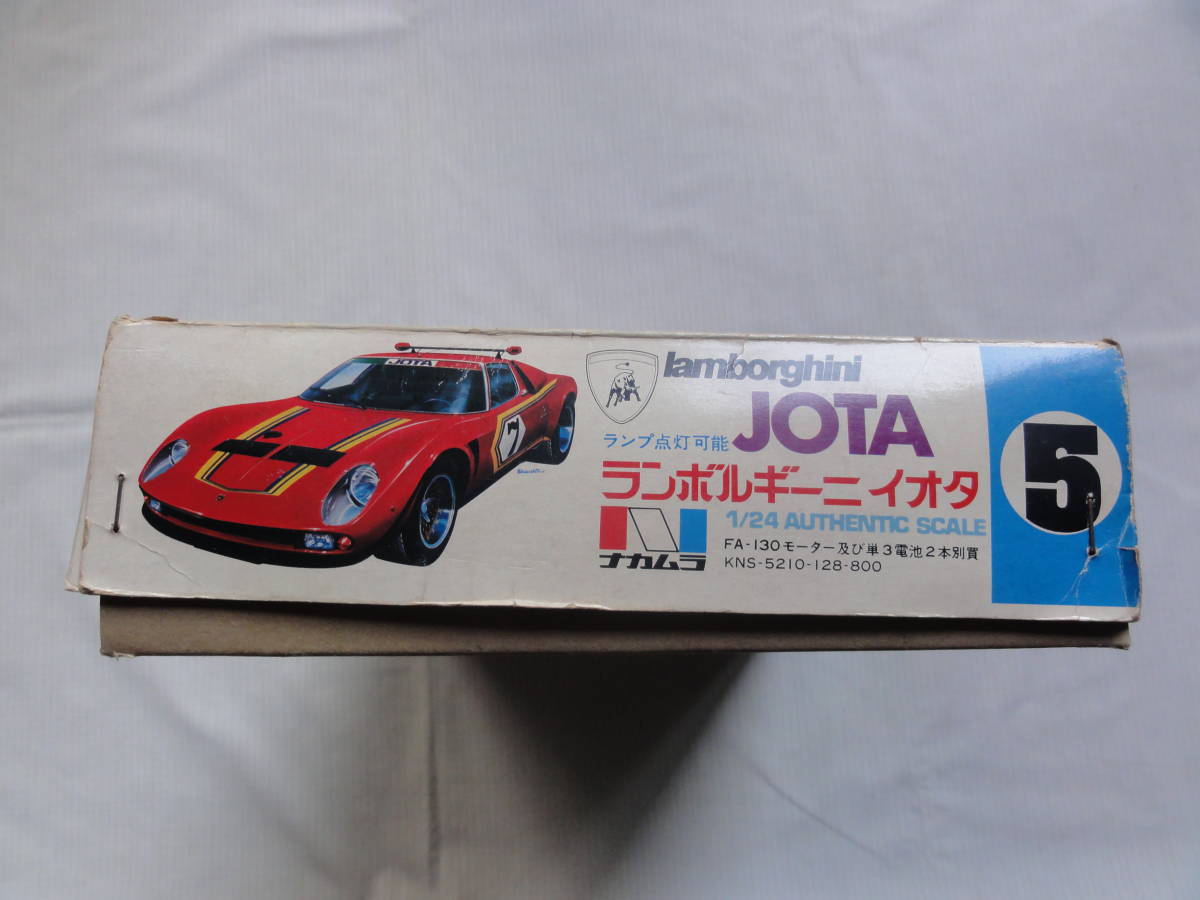 JOTA
7
lamborghini
JOTA
ランプ点灯可能
ランボルギーニ イオタ
1/24 AUTHENTIC SCALE
ナカムラ
FA-130モーター及び単3電池2本別買
KNS-5210-128-800
5